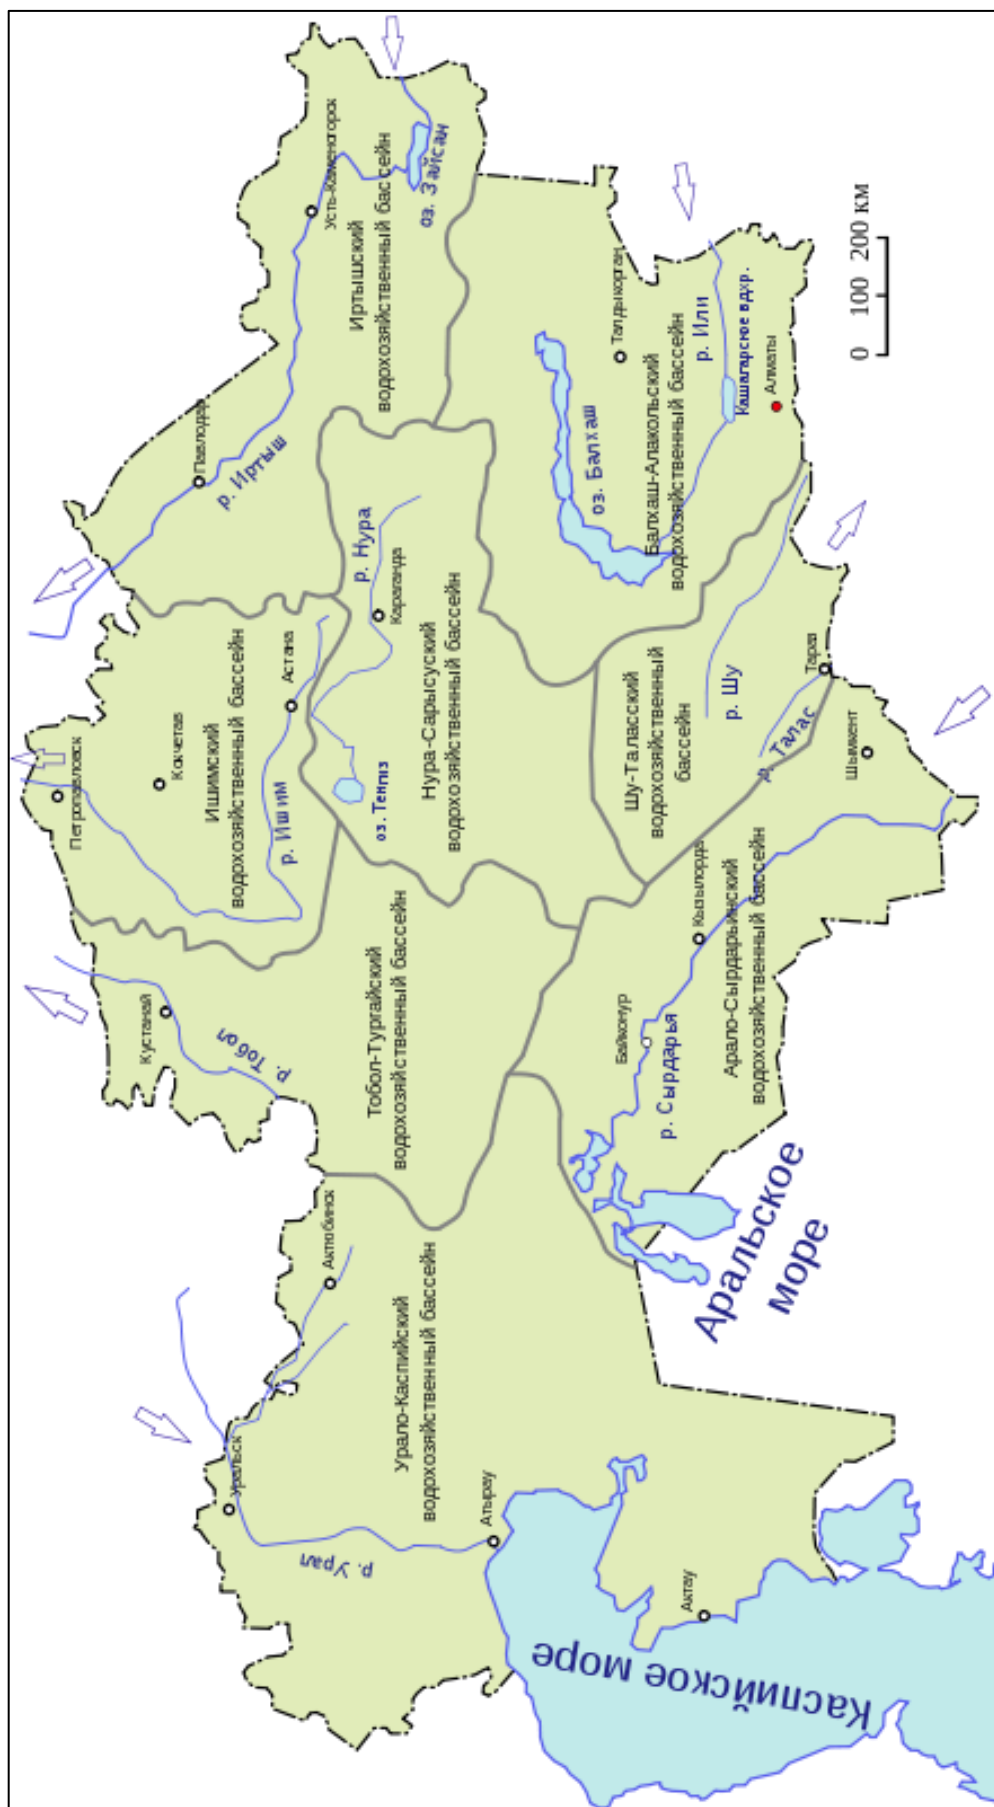 Петропавловск
Кокчетав
Ишимский
водохозяйственный бассейн
р. Ишим
Астана
Кустанай
р. Тобол
Тобол-Тургайский
водохозяйственный бассейн
Павлодар
р. Иртыш
Усть-Каменогорск
Иртышский
водохозяйственный бассейн
оз. Зайсан
р. Нура
Караганда
оз. Тенгиз
Нура-Сарысуский
водохозяйственный бассейн
Уральск
р. Урал
Актюбинск
Урало-Каспийский
водохозяйственный бассейн
Атырау
Актау
Каспийское море
Аральское
море
Байконур
р. Сырдарья
Кызылорда
Арало-Сырдарьинский
водохозяйственный бассейн
Шу-Таласский
водохозяйственный
бассейн
р. Шу
р. Талас
Тараз
Шымкент
оз. Балхаш
Талдыкорган
Балхаш-Алакольский
водохозяйственный бассейн
р. Или
Кашагарское вдхр.
Алматы
0 100 200 км